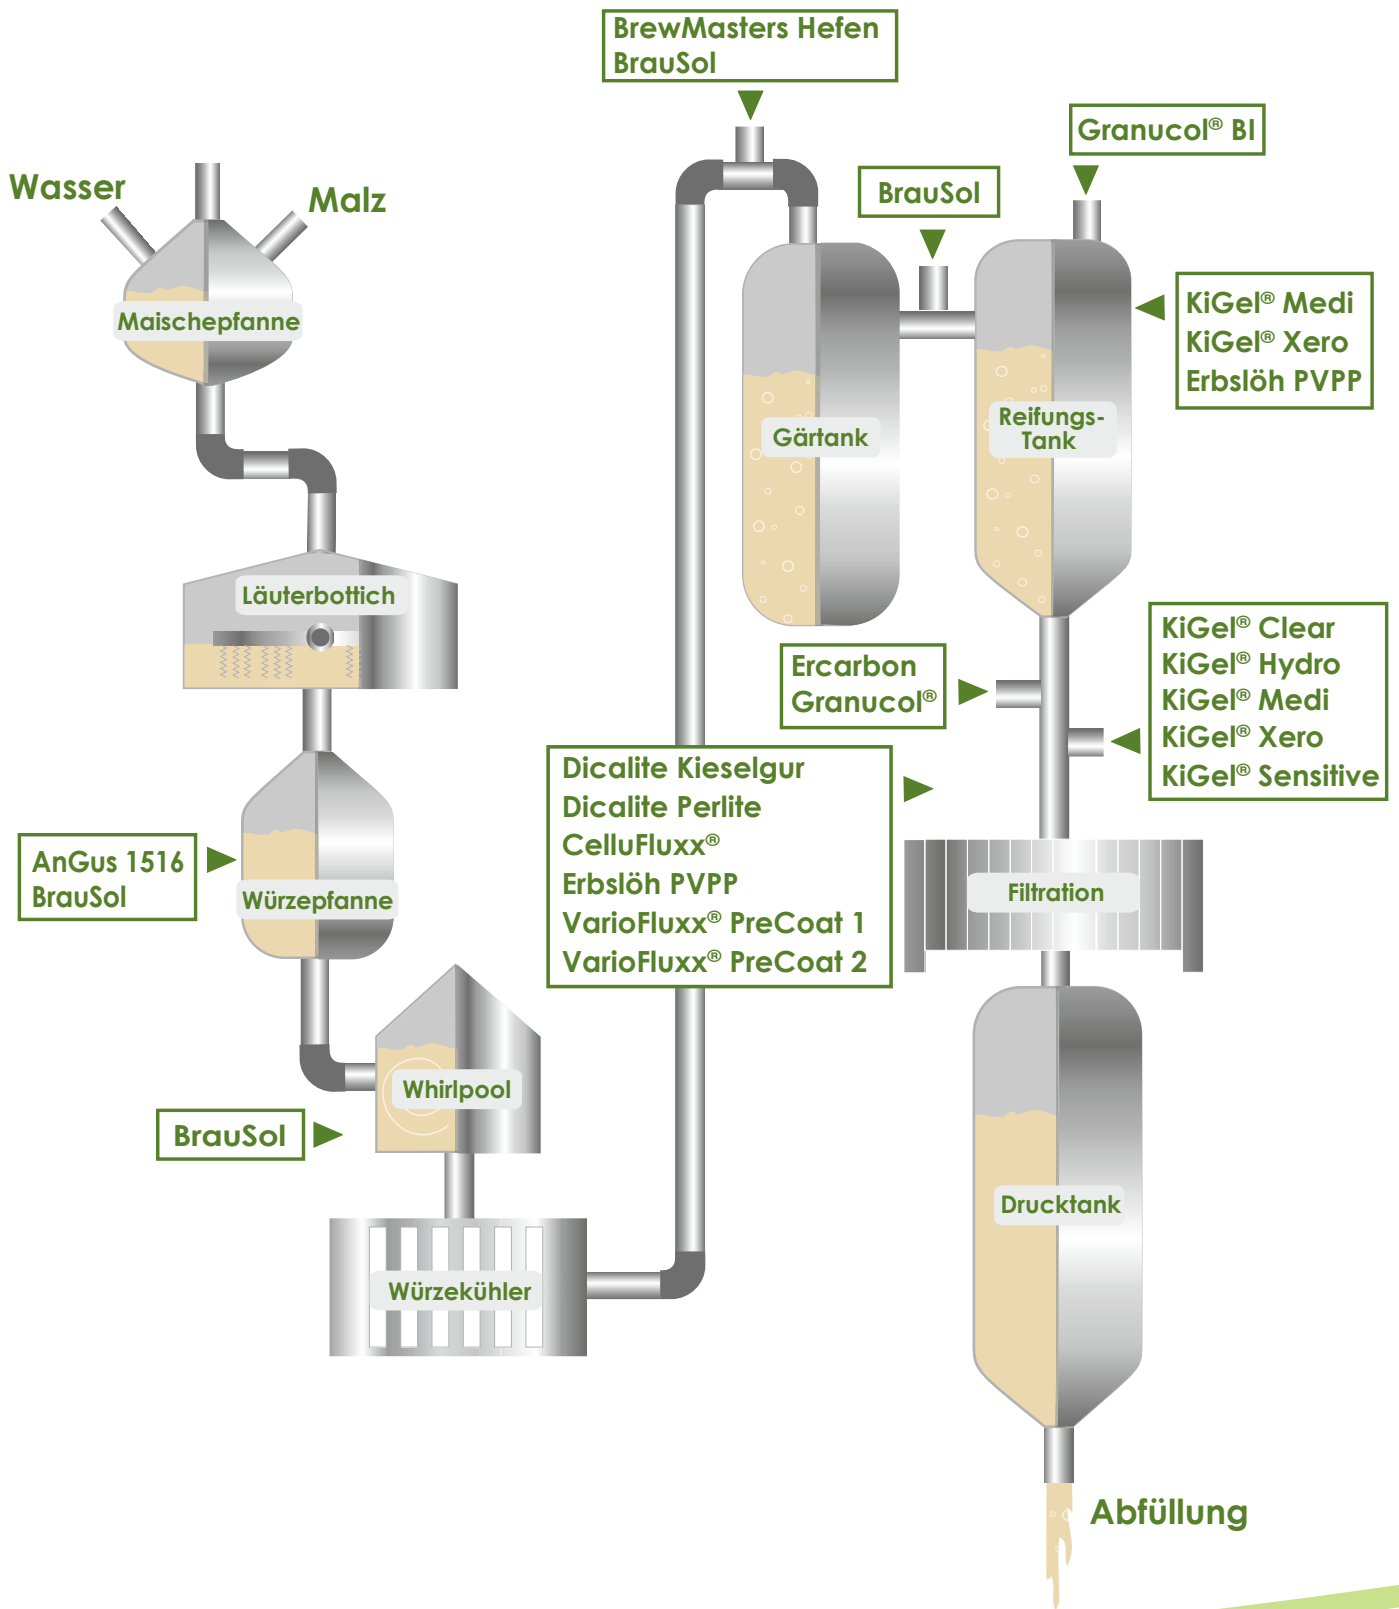 BrewMasters Hefen
BrauSol
Granucol® BI
Wasser
Malz
BrauSol
Maischepfanne
KiGel® Medi
KiGel® Xero
Erbslöh PVPP
Gärtank
Reifungs-
Tank
Läuterbottich
KiGel® Clear
KiGel® Hydro
KiGel® Medi
KiGel® Xero
KiGel® Sensitive
Ercarbon
Granucol®
Dicalite Kieselgur
Dicalite Perlite
CelluFluxx®
Erbslöh PVPP
VarioFluxx® PreCoat 1
VarioFluxx® PreCoat 2
AnGus 1516
BrauSol
Würzepfanne
Filtration
Whirlpool
BrauSol
Drucktank
Würzekühler
Abfüllung